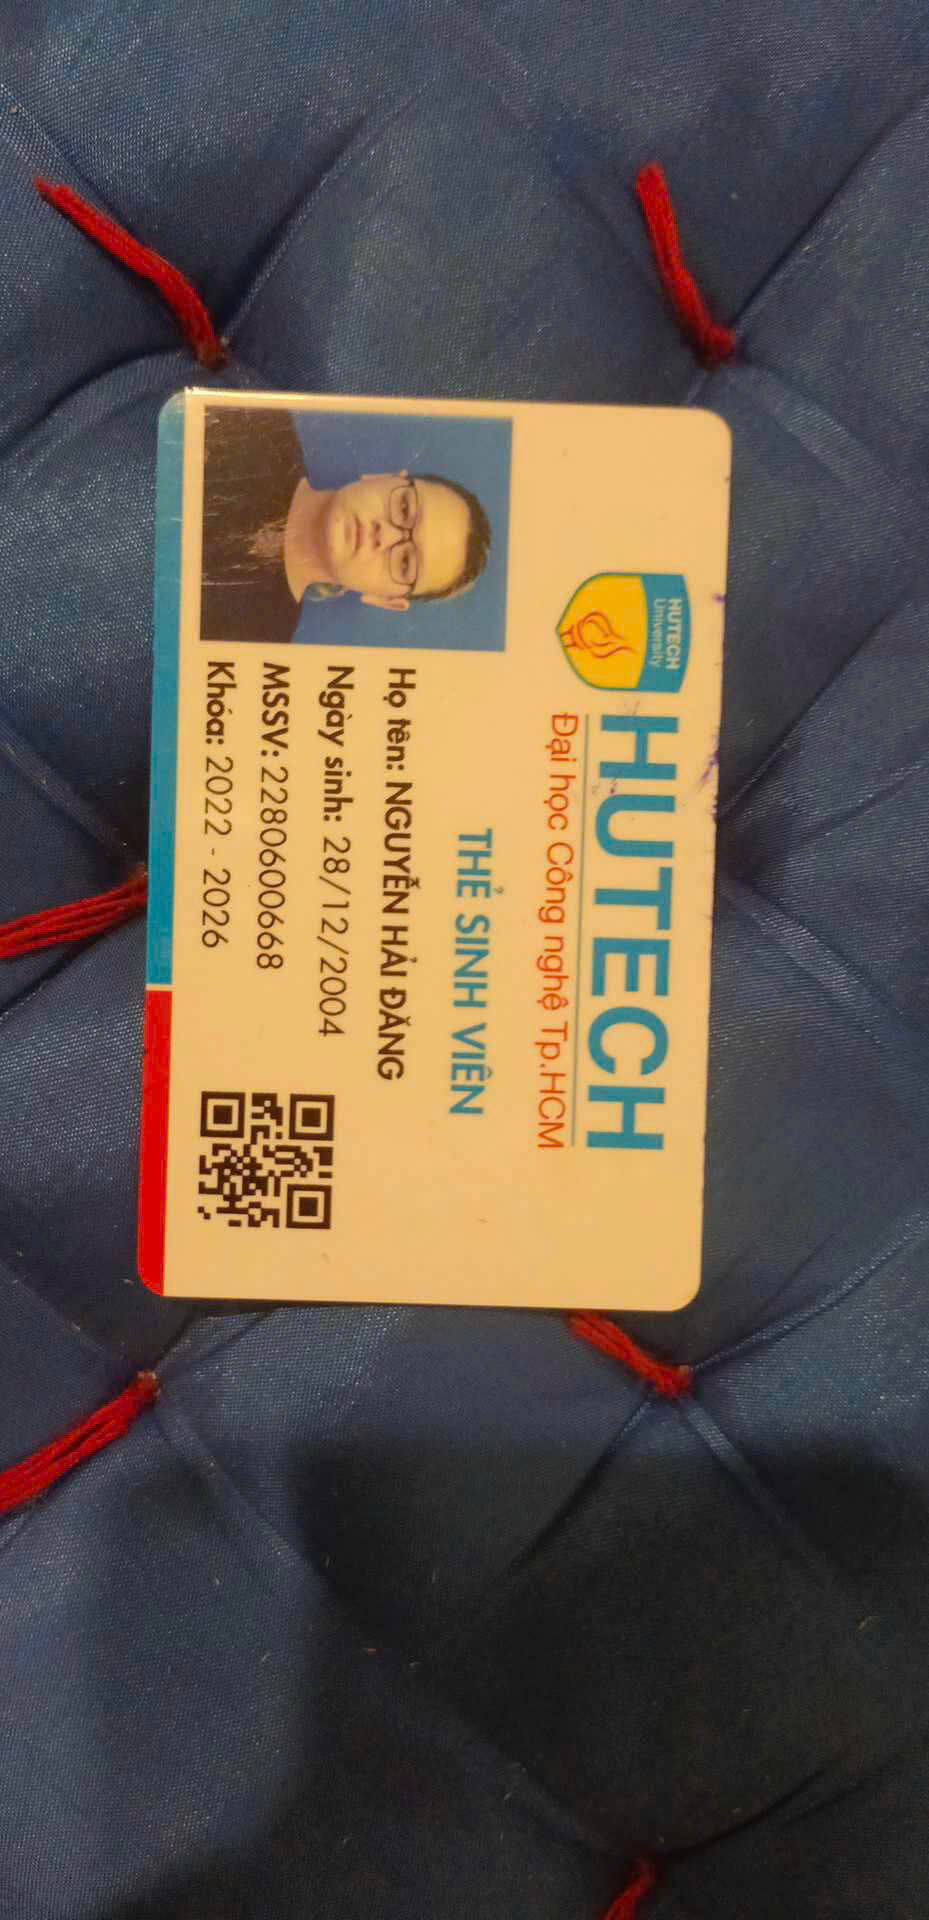 HUTECH
University
HUTECH
Đại học Công nghệ Tp.HCM
THẺ SINH VIÊN
Họ tên: NGUYỄN HẢI ĐĂNG
Ngày sinh: 28/12/2004
MSSV: 2280600668
Khóa: 2022 - 2026